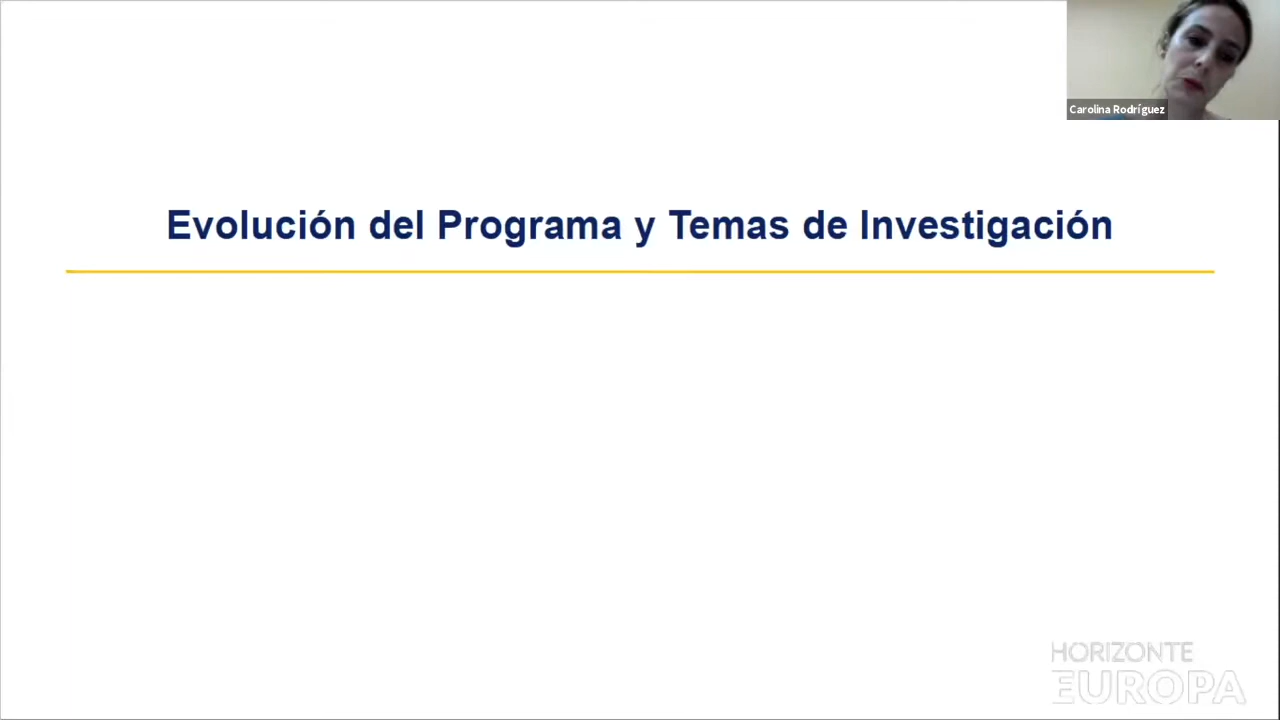 Carolina Rodríguez
Evolución del Programa y Temas de Investigación
HORIZONTE
EUROPA